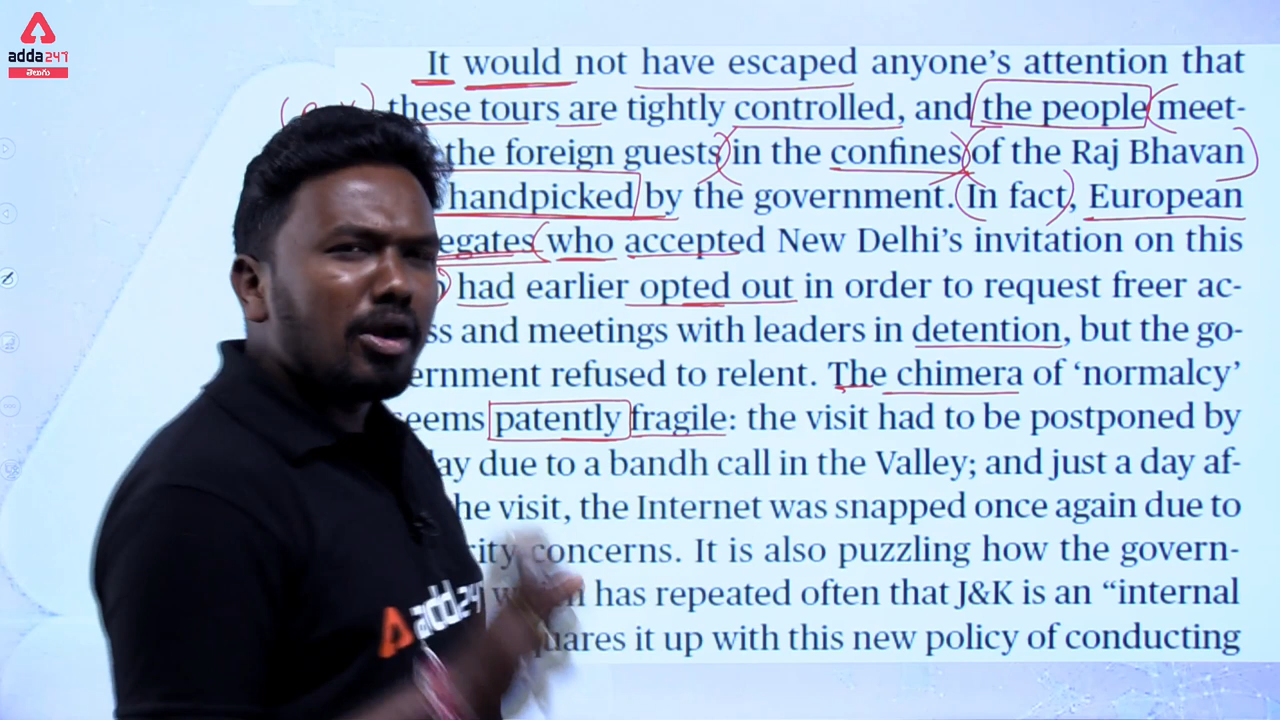 adda247
తెలుగు
It would not have escaped anyone's attention that
these tours are tightly controlled, and the people meet-
the foreign guests in the confines of the Raj Bhavan
handpicked by the government. In fact, European
egates who accepted New Delhi's invitation on this
had earlier opted out in order to request freer ac-
ss and meetings with leaders in detention, but the go-
ernment refused to relent. The chimera of 'normalcy'
seems patently fragile: the visit had to be postponed by
ay due to a bandh call in the Valley; and just a day af-
he visit, the Internet was snapped once again due to
rity concerns. It is also puzzling how the govern-
has repeated often that J&K is an "internal
quares it up with this new policy of conducting
adda247